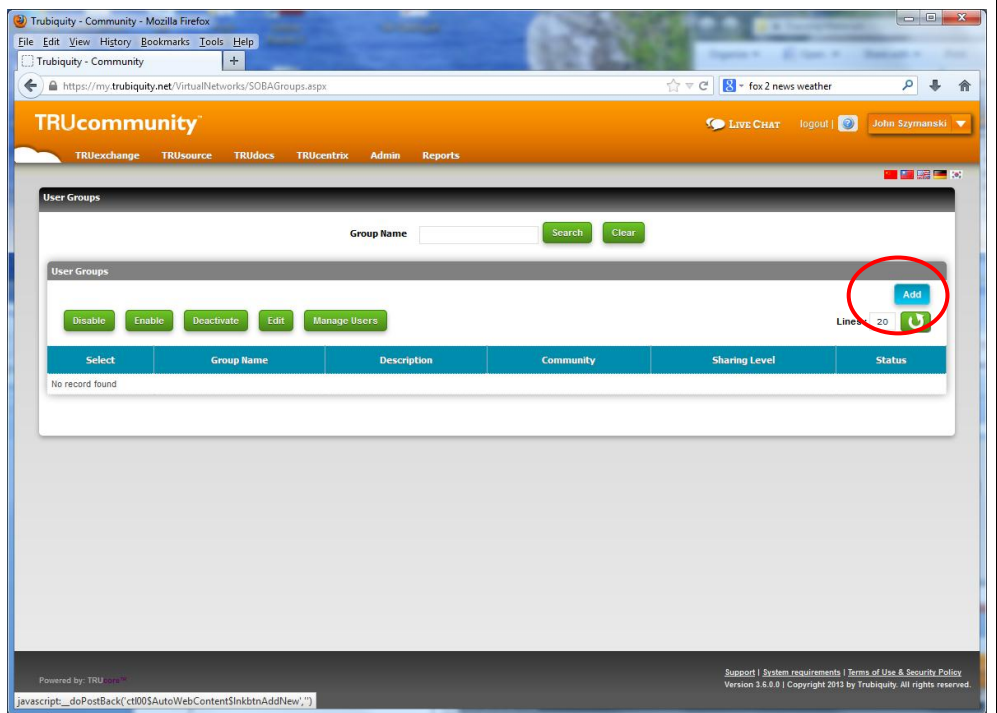 Trubiquity - Community - Mozilla Firefox
File Edit View History Bookmarks Tools Help
Trubiquity - Community +
https://my.trubiquity.net/VirtualNetworks/SOBAGroups.aspx
fox 2 news weather
TRUcommunity
LIVE CHAT logout | ? John Szymanski
TRUexchange TRUsource TRUdocs TRUcentrix Admin Reports
User Groups
Group Name Search Clear
User Groups
Add
Disable Enable Deactivate Edit Manage Users Lines: 20
Select Group Name Description Community Sharing Level Status
No record found
Support | System requirements | Terms of Use & Security Policy
Powered by: TRUcore™
Version 3.6.0.0 | Copyright 2013 by Trubiquity. All rights reserved.
javascript:__doPostBack('ctl00$AutoWebContent$lnkbtnAddNew','')